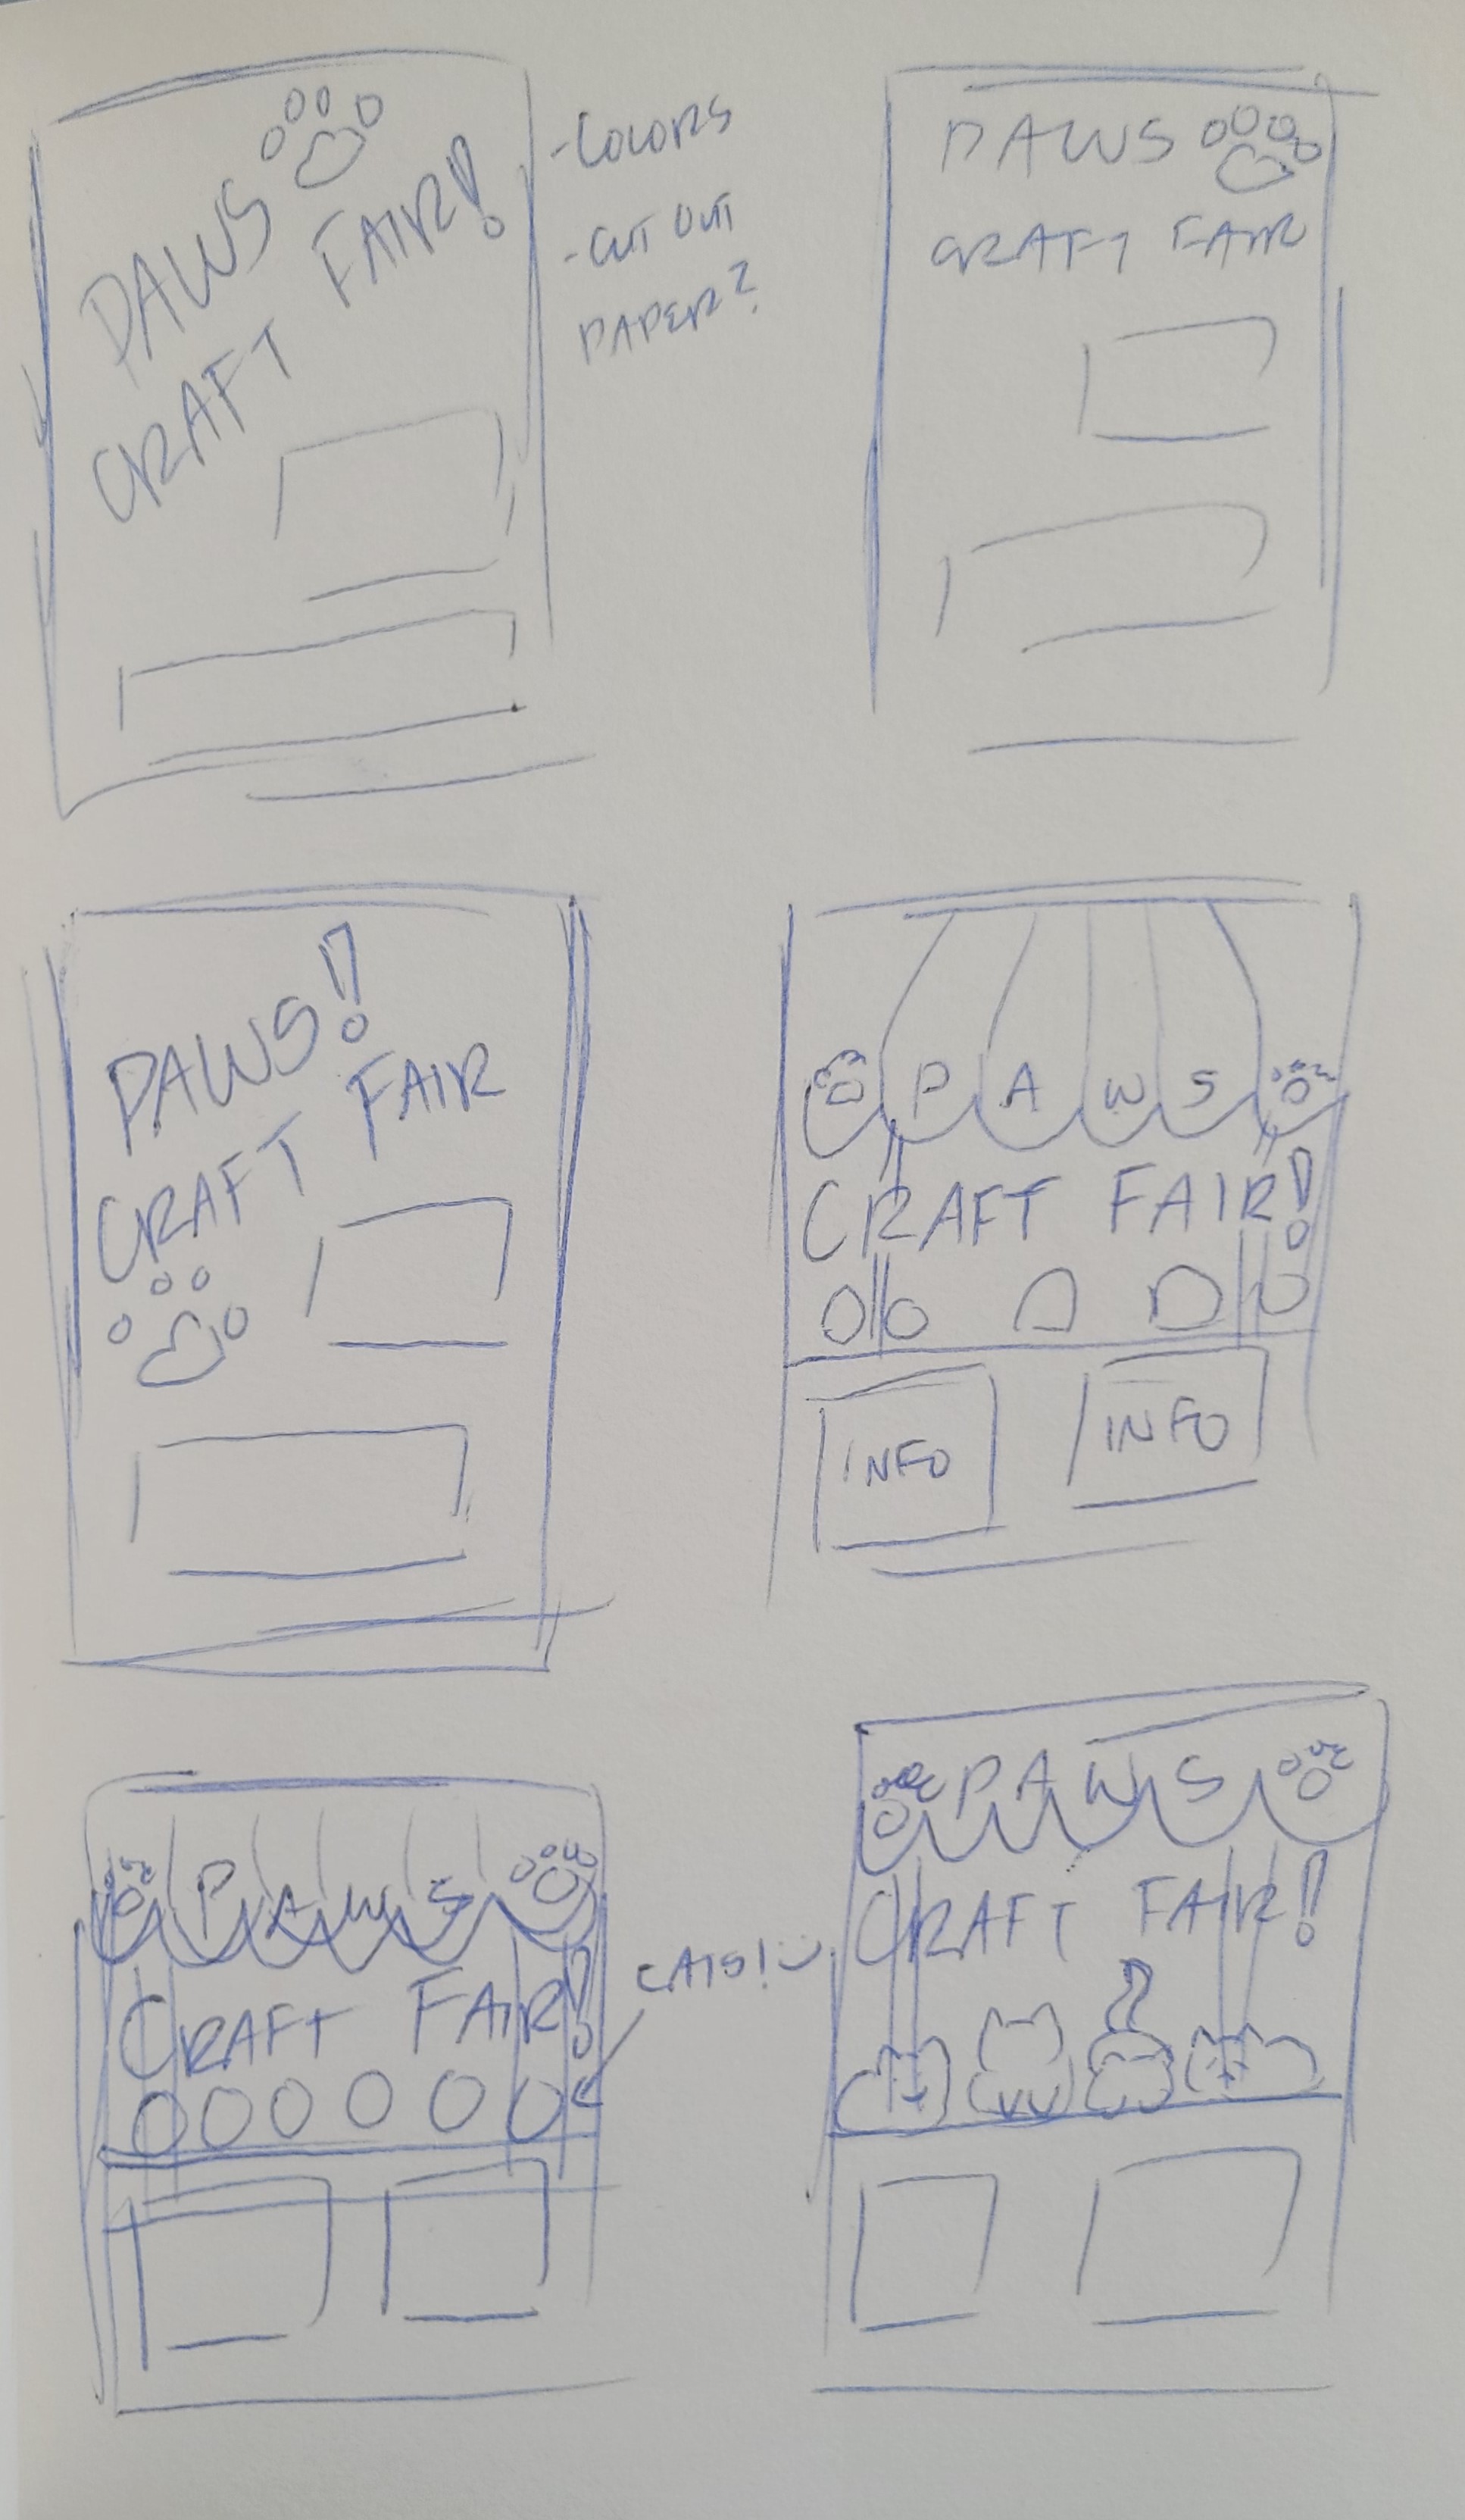 PAWS
CRAFT FAIR!
-COLORS
-CUT OUT
PAPER?
PAWS
CRAFT FAIR
PAWS!
CRAFT FAIR
PAWS
CRAFT FAIR!
INFO
INFO
PAWS
CRAFT FAIR!
CATS! :)
PAWS
CRAFT FAIR!